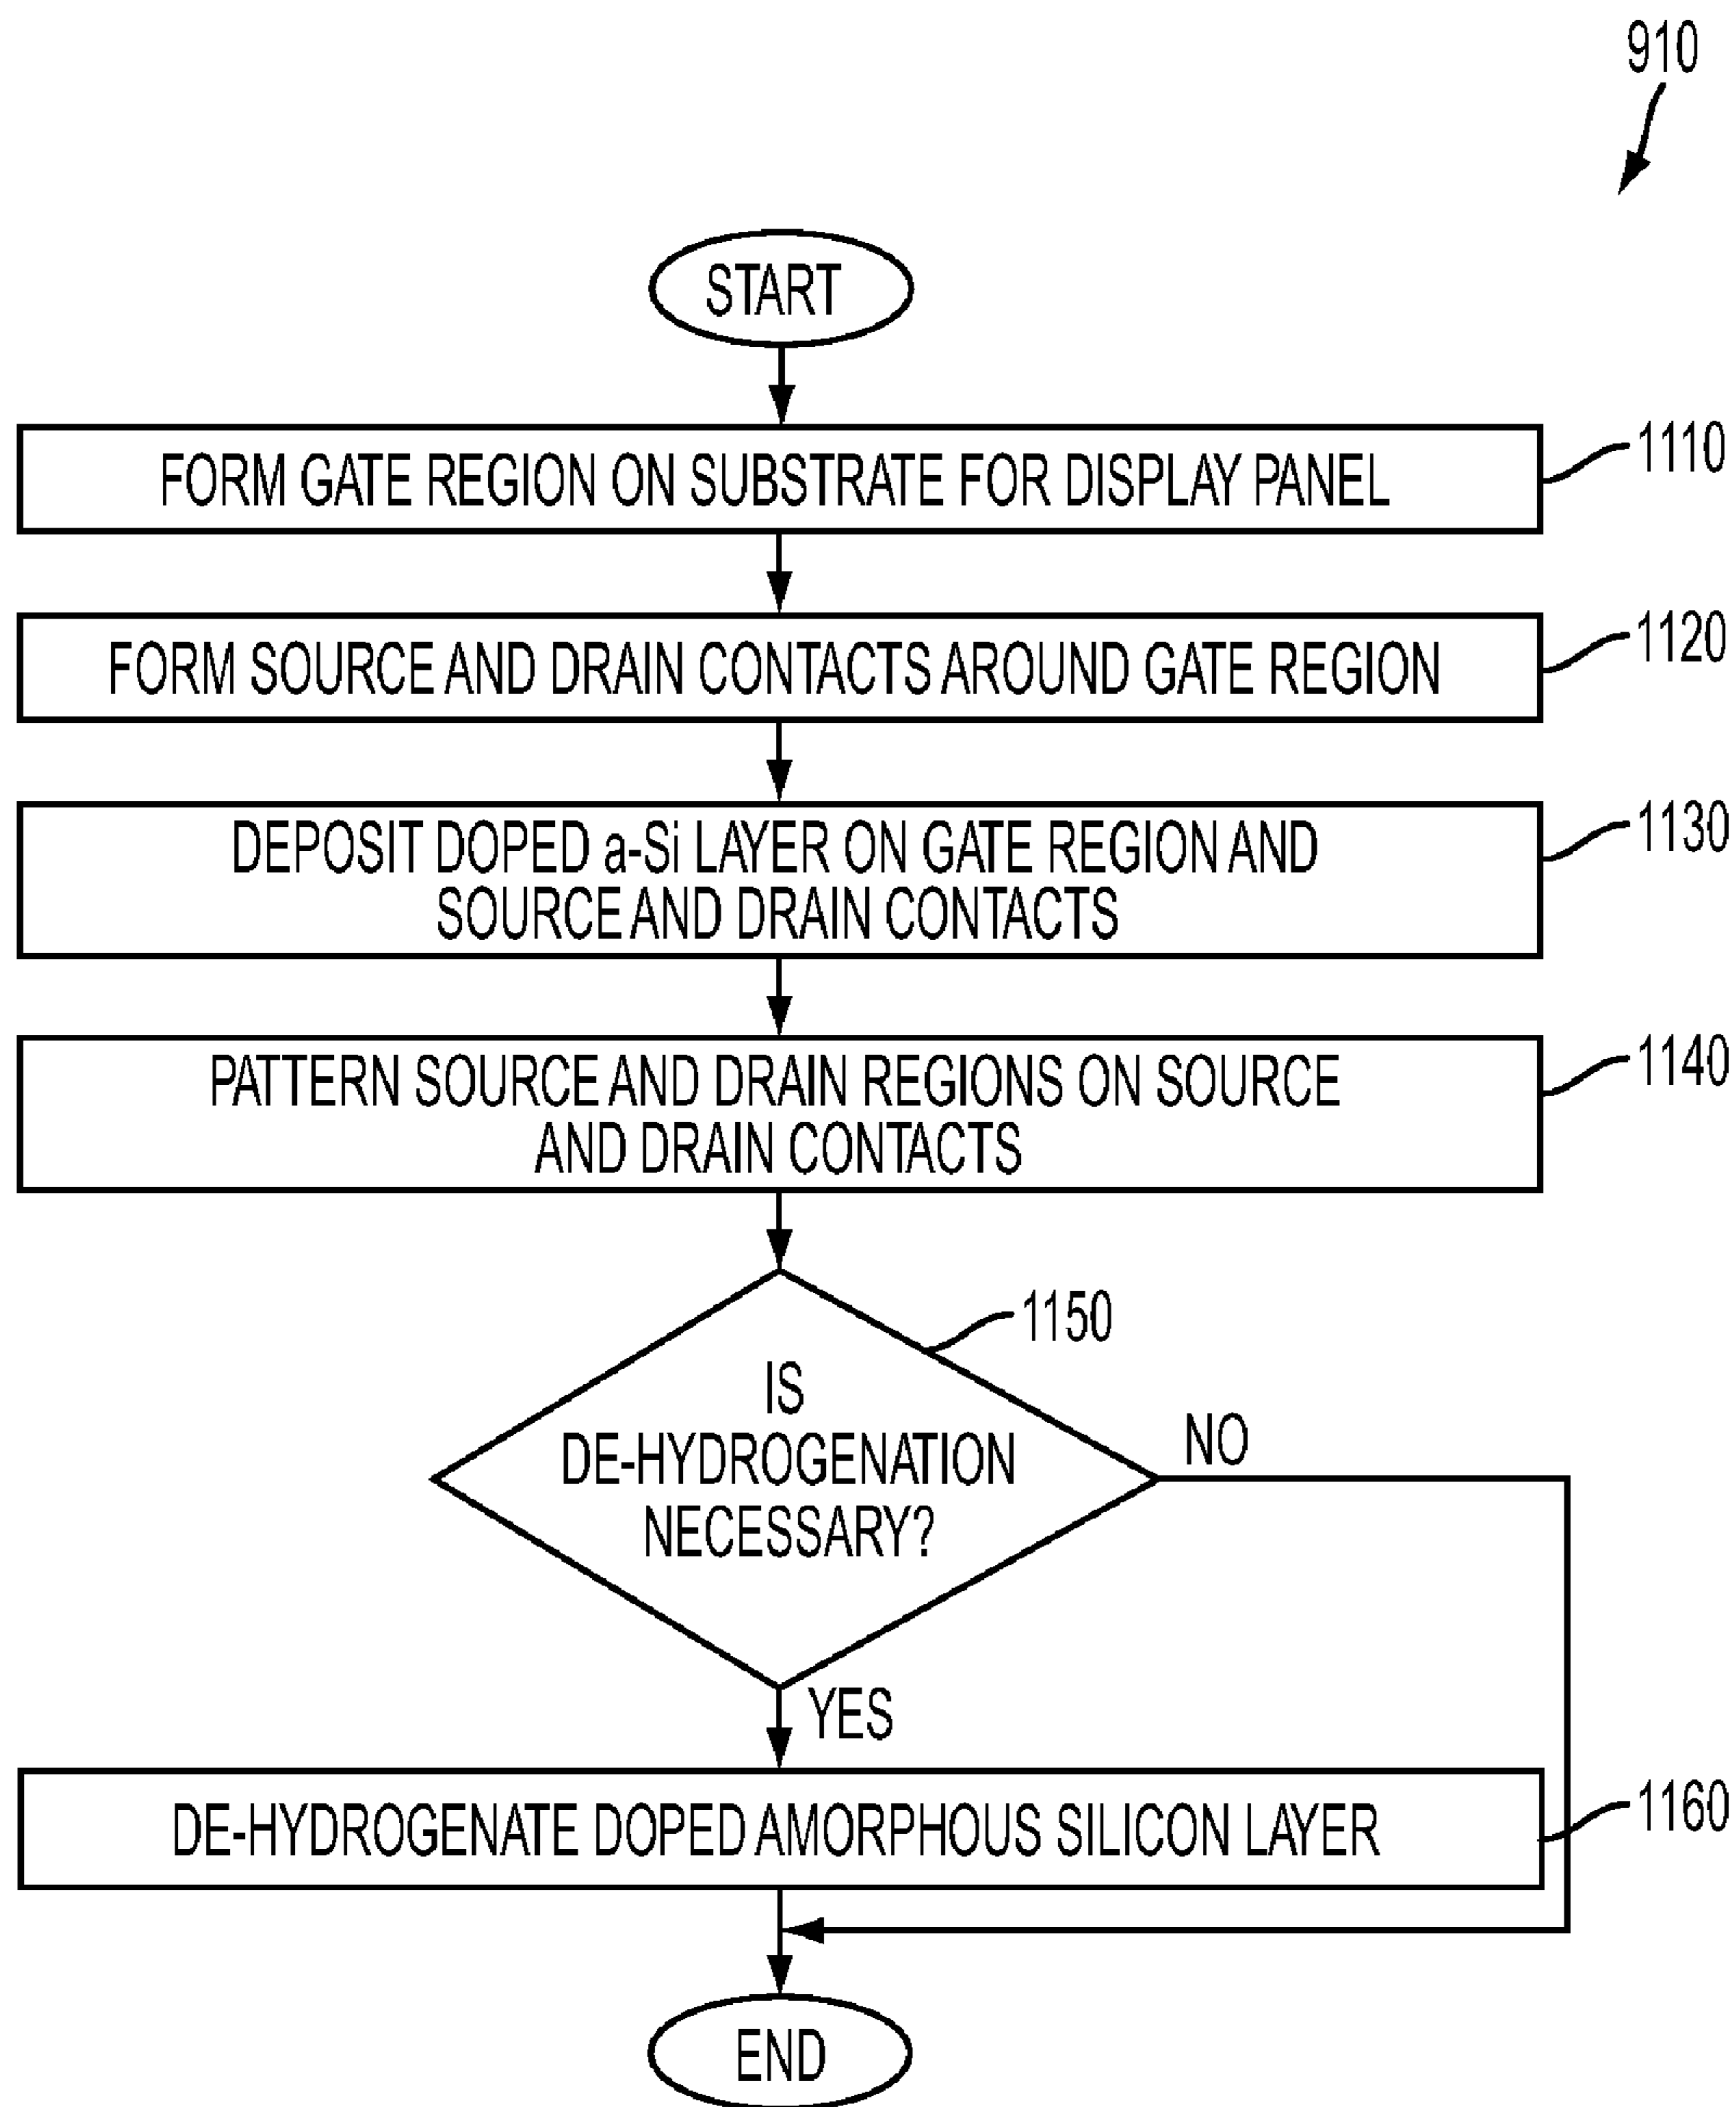 910
START
FORM GATE REGION ON SUBSTRATE FOR DISPLAY PANEL
1110
FORM SOURCE AND DRAIN CONTACTS AROUND GATE REGION
1120
DEPOSIT DOPED a-Si LAYER ON GATE REGION AND
SOURCE AND DRAIN CONTACTS
1130
PATTERN SOURCE AND DRAIN REGIONS ON SOURCE
AND DRAIN CONTACTS
1140
1150
IS
DE-HYDROGENATION
NECESSARY?
NO
YES
DE-HYDROGENATE DOPED AMORPHOUS SILICON LAYER
1160
END